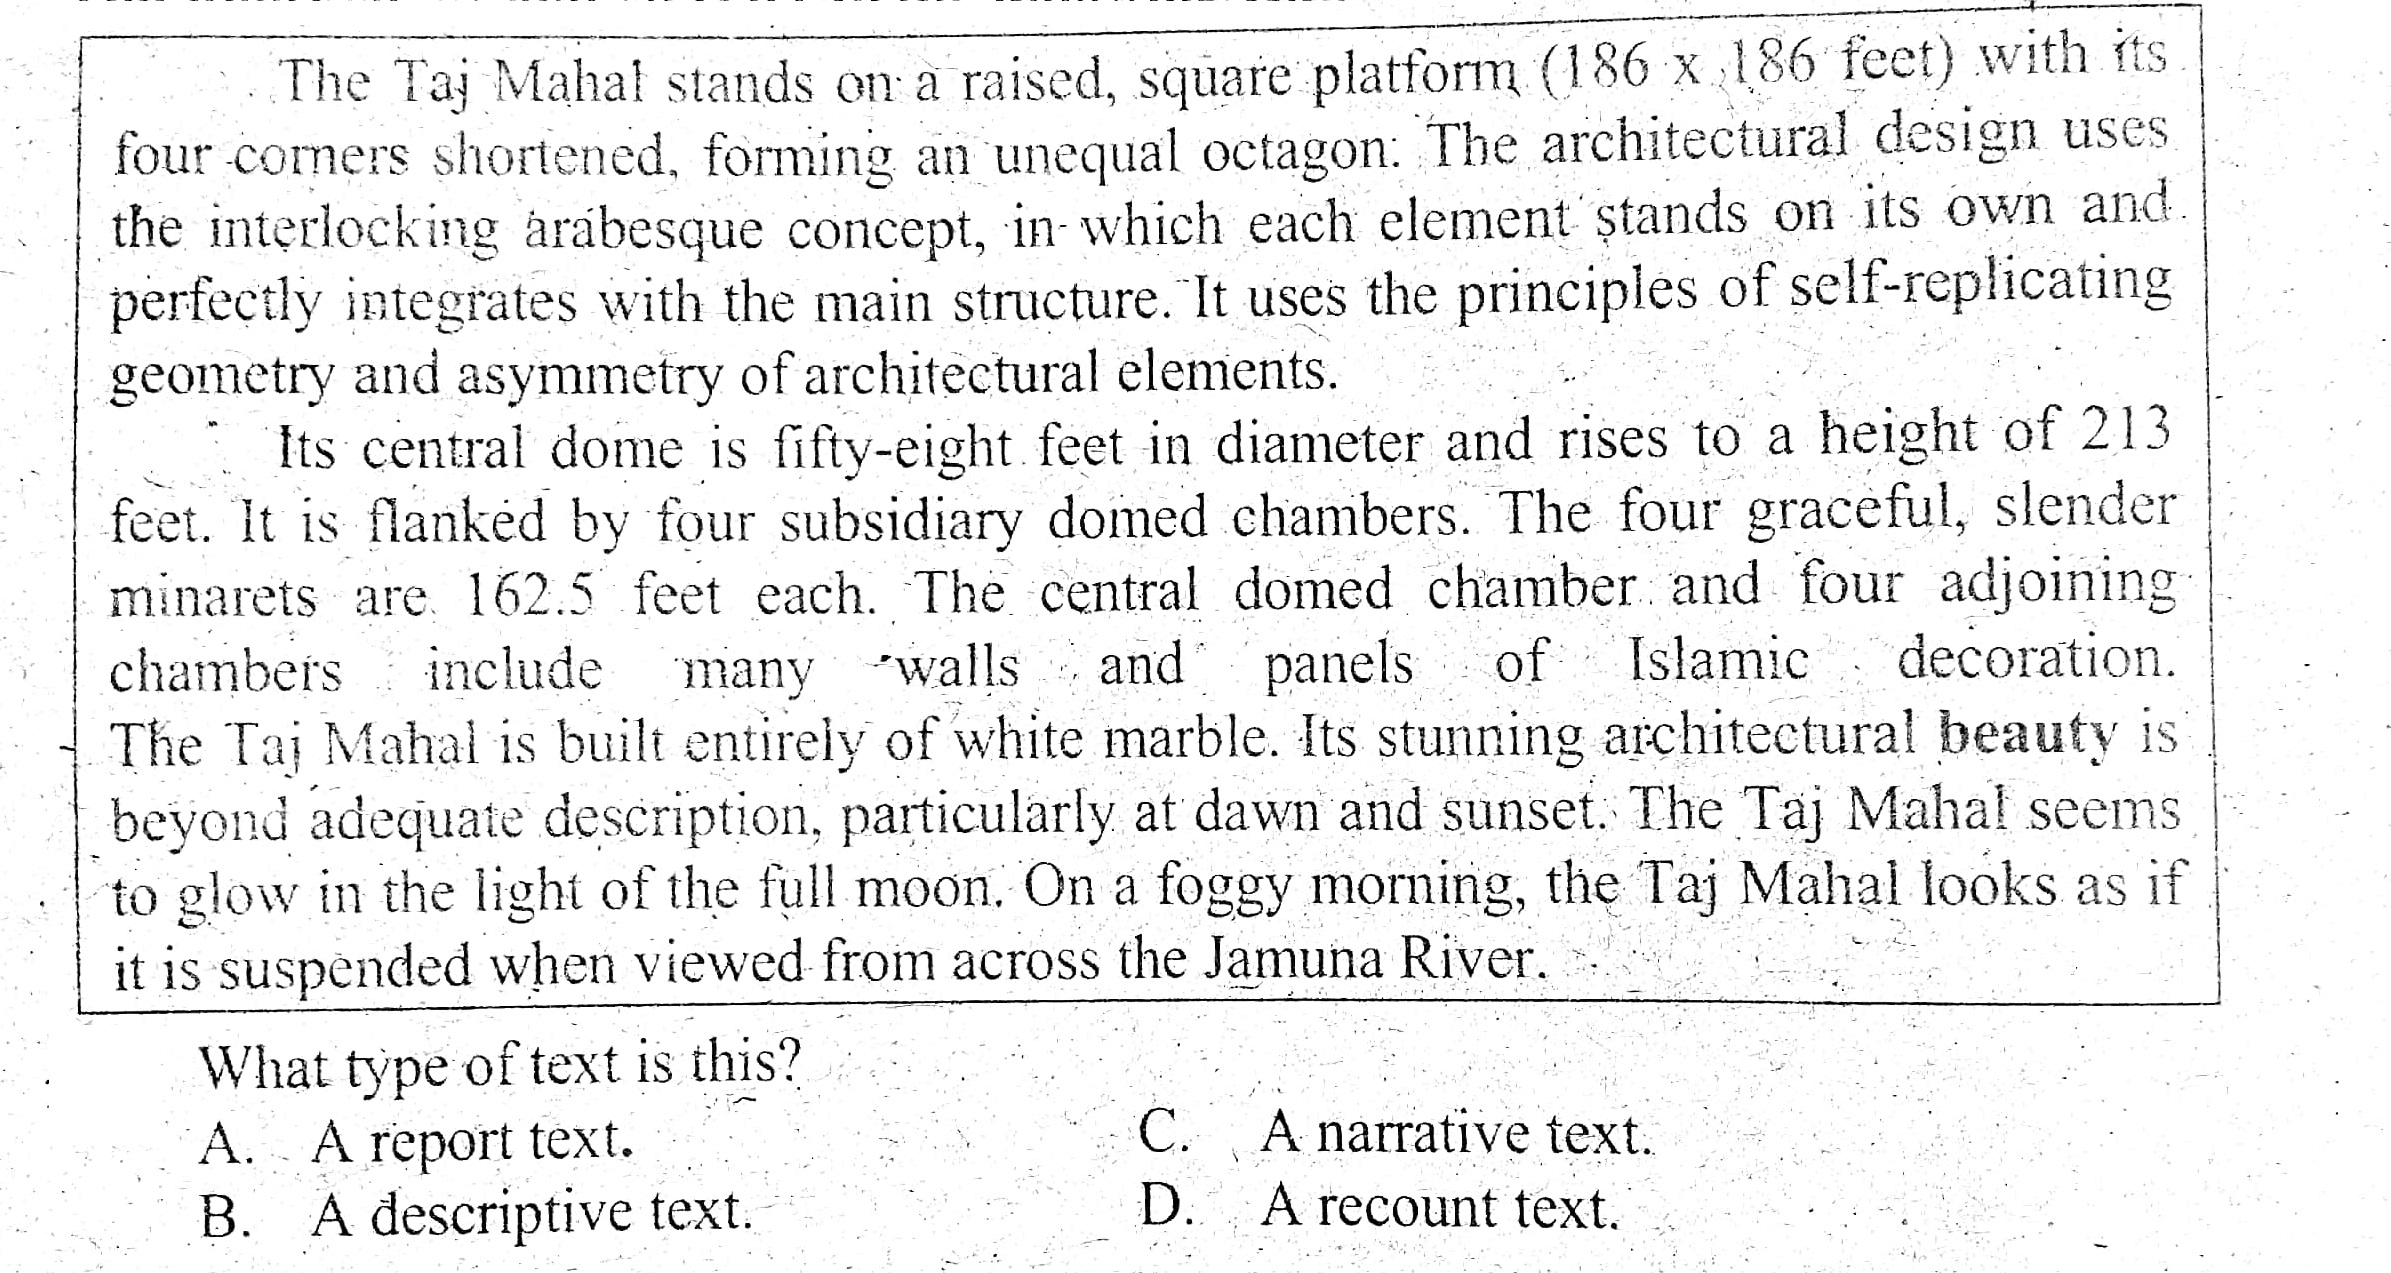 The Taj Mahal stands on a raised, square platform (186 x 186 feet) with its
four corners shortened, forming an unequal octagon. The architectural design uses
the interlocking arabesque concept, in which each element stands on its own and
perfectly integrates with the main structure. It uses the principles of self-replicating
geometry and asymmetry of architectural elements.
Its central dome is fifty-eight feet in diameter and rises to a height of 213
feet. It is flanked by four subsidiary domed chambers. The four graceful, slender
minarets are 162.5 feet each. The central domed chamber and four adjoining
chambers include many walls and panels of Islamic decoration.
The Taj Mahal is built entirely of white marble. Its stunning architectural beauty is
beyond adequate description, particularly at dawn and sunset. The Taj Mahal seems
to glow in the light of the full moon. On a foggy morning, the Taj Mahal looks as if
it is suspended when viewed from across the Jamuna River.
What type of text is this?
A. A report text.
B. A descriptive text.
C. A narrative text.
D. A recount text.